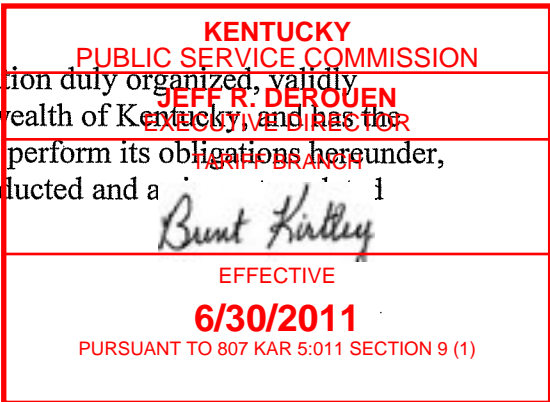 KENTUCKY
PUBLIC SERVICE COMMISSION
tion duly organized, validly
JEFF R. DEROUEN
wealth of Kentucky, and has the
EXECUTIVE DIRECTOR
perform its obligations hereunder,
TARIFF BRANCH
ducted and a
Bunt Kirtley
EFFECTIVE
6/30/2011
PURSUANT TO 807 KAR 5:011 SECTION 9 (1)